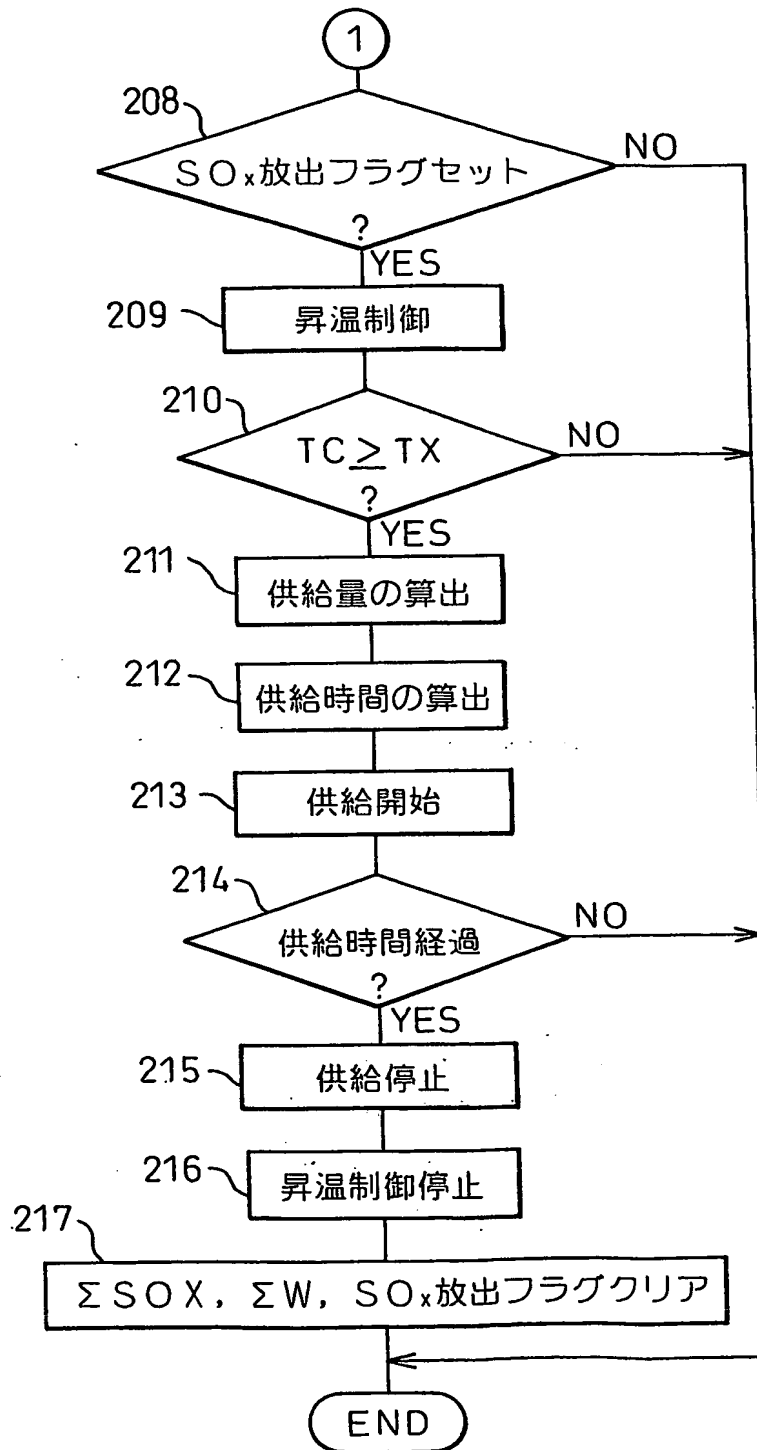 1
208
SOx放出フラグセット
?
NO
YES
209
昇温制御
210
TC≧TX
?
NO
YES
211
供給量の算出
212
供給時間の算出
213
供給開始
214
供給時間経過
?
NO
YES
215
供給停止
216
昇温制御停止
217
ΣSOX, ΣW, SOx放出フラグクリア
END